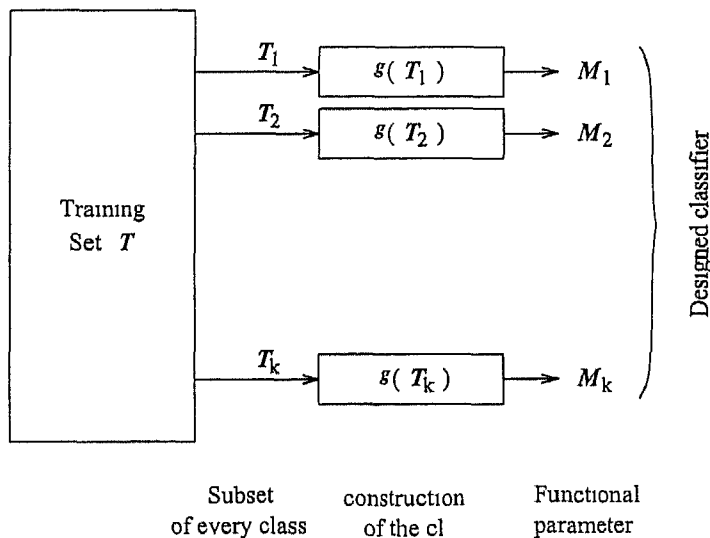 T1 g( T1 ) M1
T2 g( T2 ) M2
Training
Set T
Tk g( Tk ) Mk
Designed classifier
Subset
of every class
construction
of the cl
Functional
parameter